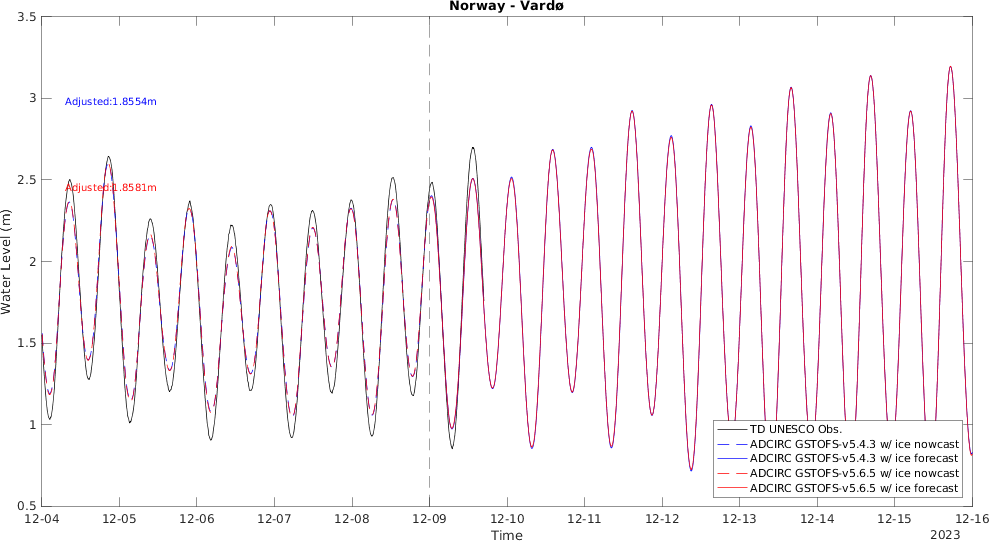 Norway - Vardø
3.5
3
2.5
2
1.5
1
0.5
Water Level (m)
Adjusted:1.8554m
Adjusted:1.8581m
TD UNESCO Obs.
ADCIRC GSTOFS-v5.4.3 w/ ice nowcast
ADCIRC GSTOFS-v5.4.3 w/ ice forecast
ADCIRC GSTOFS-v5.6.5 w/ ice nowcast
ADCIRC GSTOFS-v5.6.5 w/ ice forecast
12-04 12-05 12-06 12-07 12-08 12-09 12-10 12-11 12-12 12-13 12-14 12-15 12-16
Time
2023